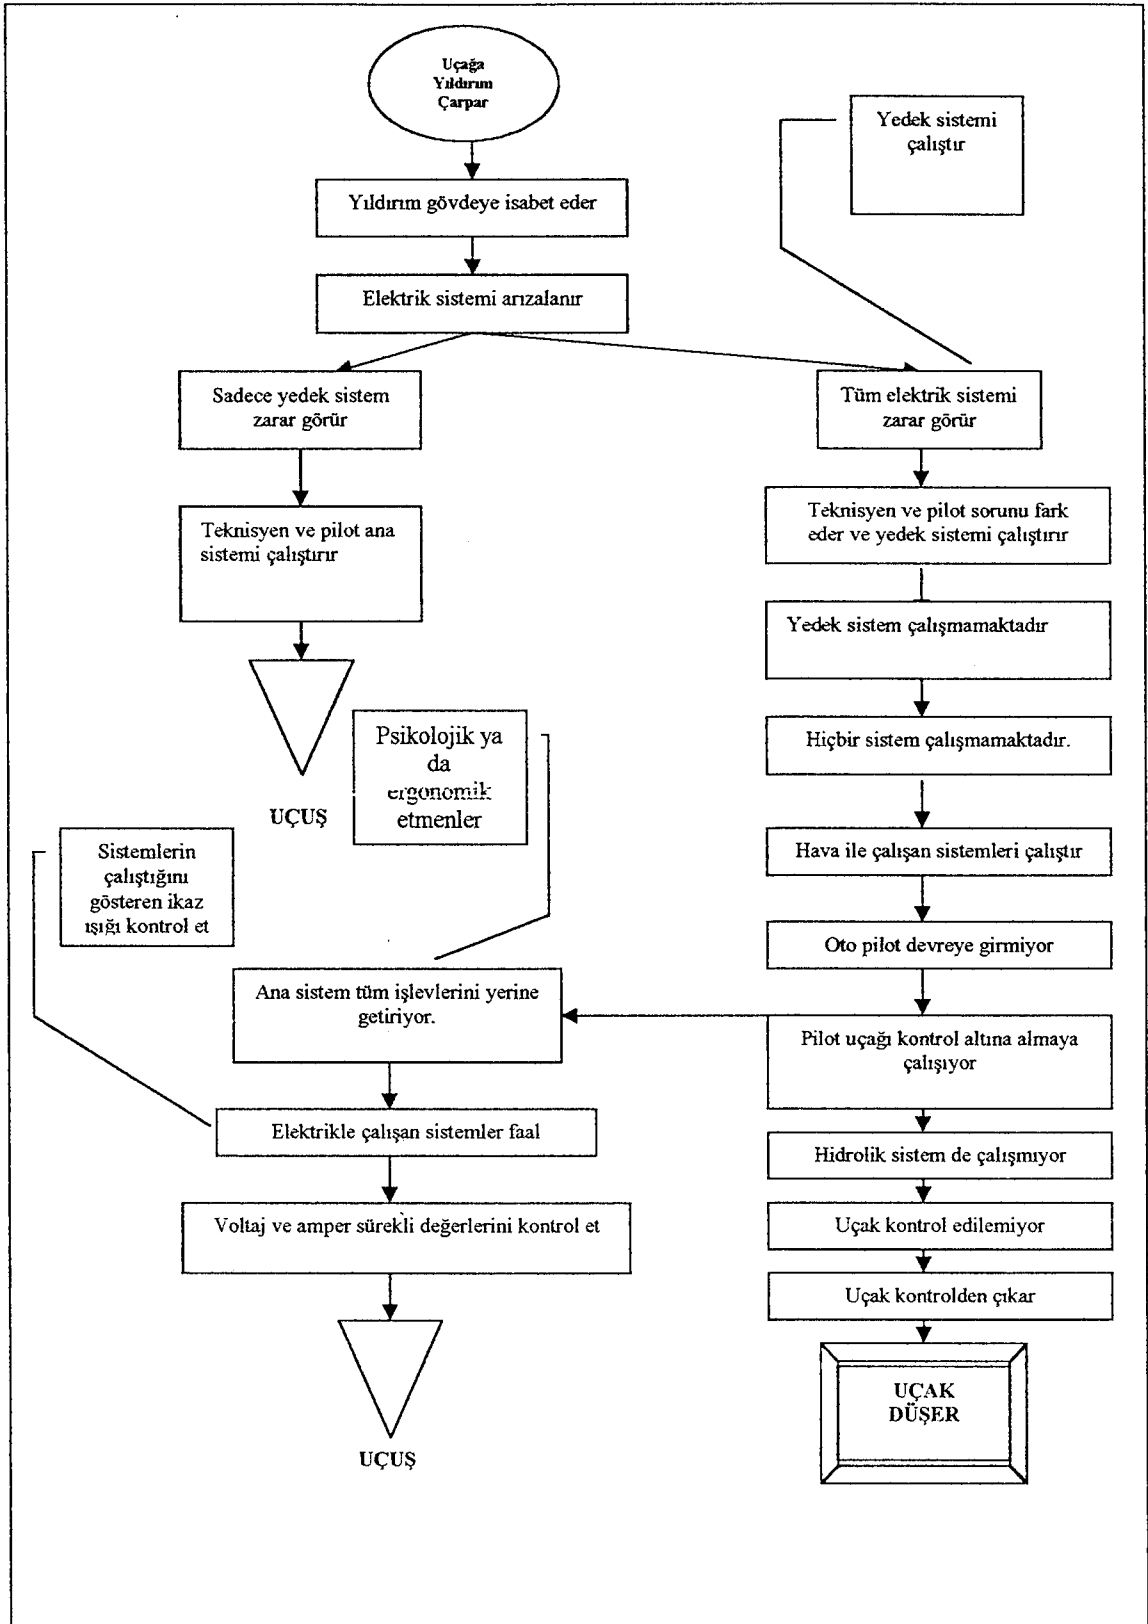 Uçağa
Yıldırım
Çarpar
Yedek sistemi
çalıştır
Yıldırım gövdeye isabet eder
Elektrik sistemi arızalanır
Sadece yedek sistem
zarar görür
Tüm elektrik sistemi
zarar görür
Teknisyen ve pilot ana
sistemi çalıştırır
Teknisyen ve pilot sorunu fark
eder ve yedek sistemi çalıştırır
Yedek sistem çalışmamaktadır
Hiçbir sistem çalışmamaktadır.
Psikolojik ya
da
ergonomik
etmenler
UÇUŞ
Sistemlerin
çalıştığını
gösteren ikaz
ışığı kontrol et
Hava ile çalışan sistemleri çalıştır
Oto pilot devreye girmiyor
Ana sistem tüm işlevlerini yerine
getiriyor.
Pilot uçağı kontrol altına almaya
çalışıyor
Elektrikle çalışan sistemler faal
Hidrolik sistem de çalışmıyor
Voltaj ve amper sürekli değerlerini kontrol et
Uçak kontrol edilemiyor
Uçak kontrolden çıkar
UÇAK
DÜŞER
UÇUŞ